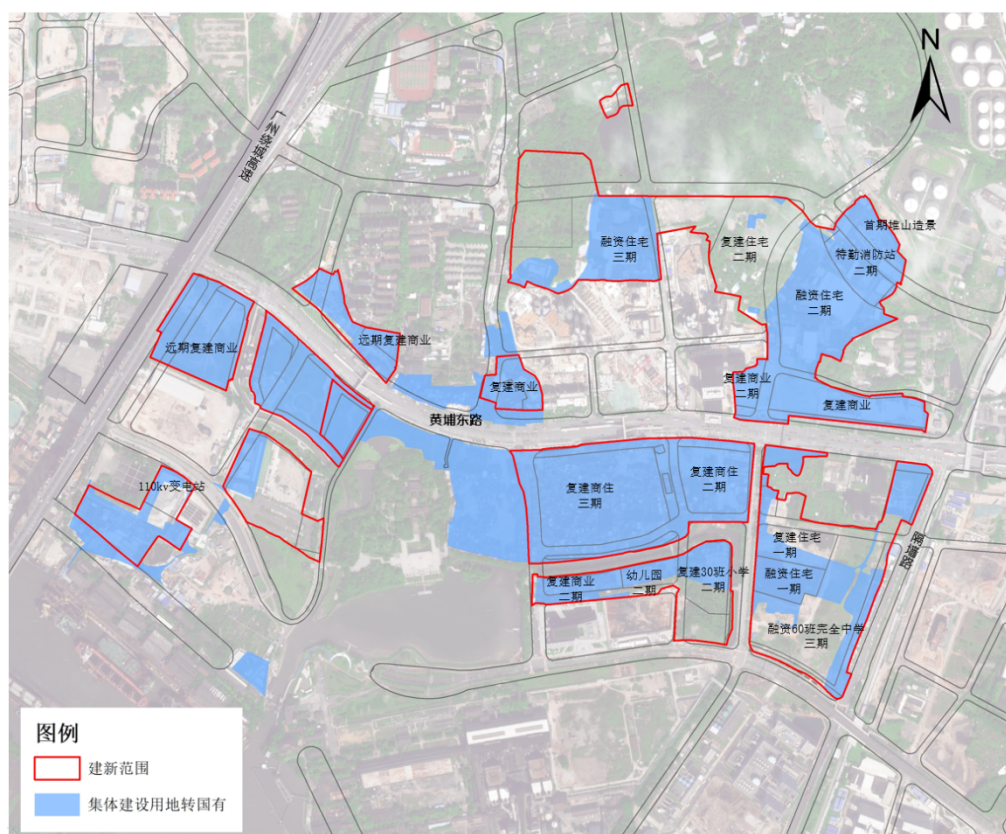 N
广州绕城高速
首期堆山造景
复建住宅
二期
融资住宅
三期
特勤消防站
二期
融资住宅
二期
远期复建商业
远期复建商业
复建商业
二期
复建商业
复建商业
黄埔东路
复建商住
三期
复建商住
二期
110kv变电站
隔墙路
复建住宅
一期
融资住宅
一期
复建商业
二期
幼儿园
二期
复建30班小学
二期
融资60班完全中学
三期
图例
建新范围
集体建设用地转国有